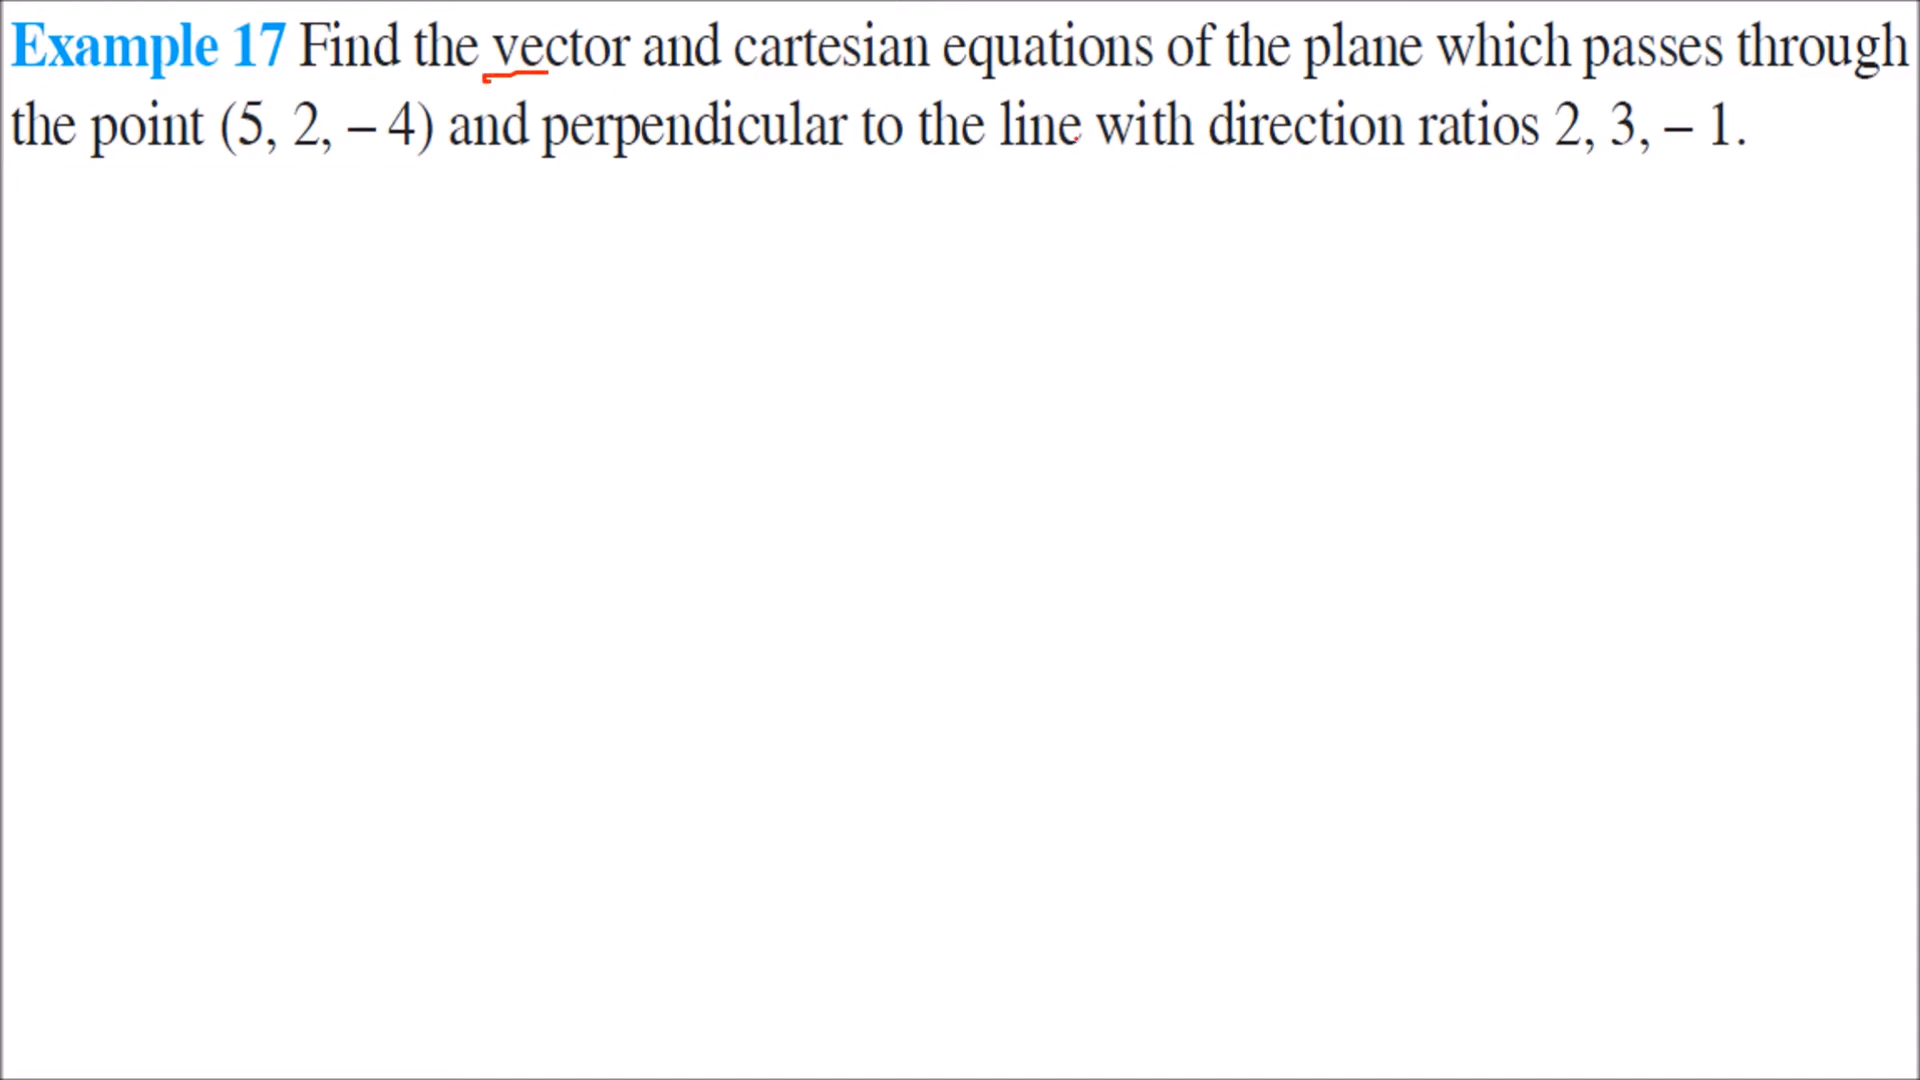 Example 17 Find the vector and cartesian equations of the plane which passes through
the point (5, 2, – 4) and perpendicular to the line with direction ratios 2, 3, – 1.